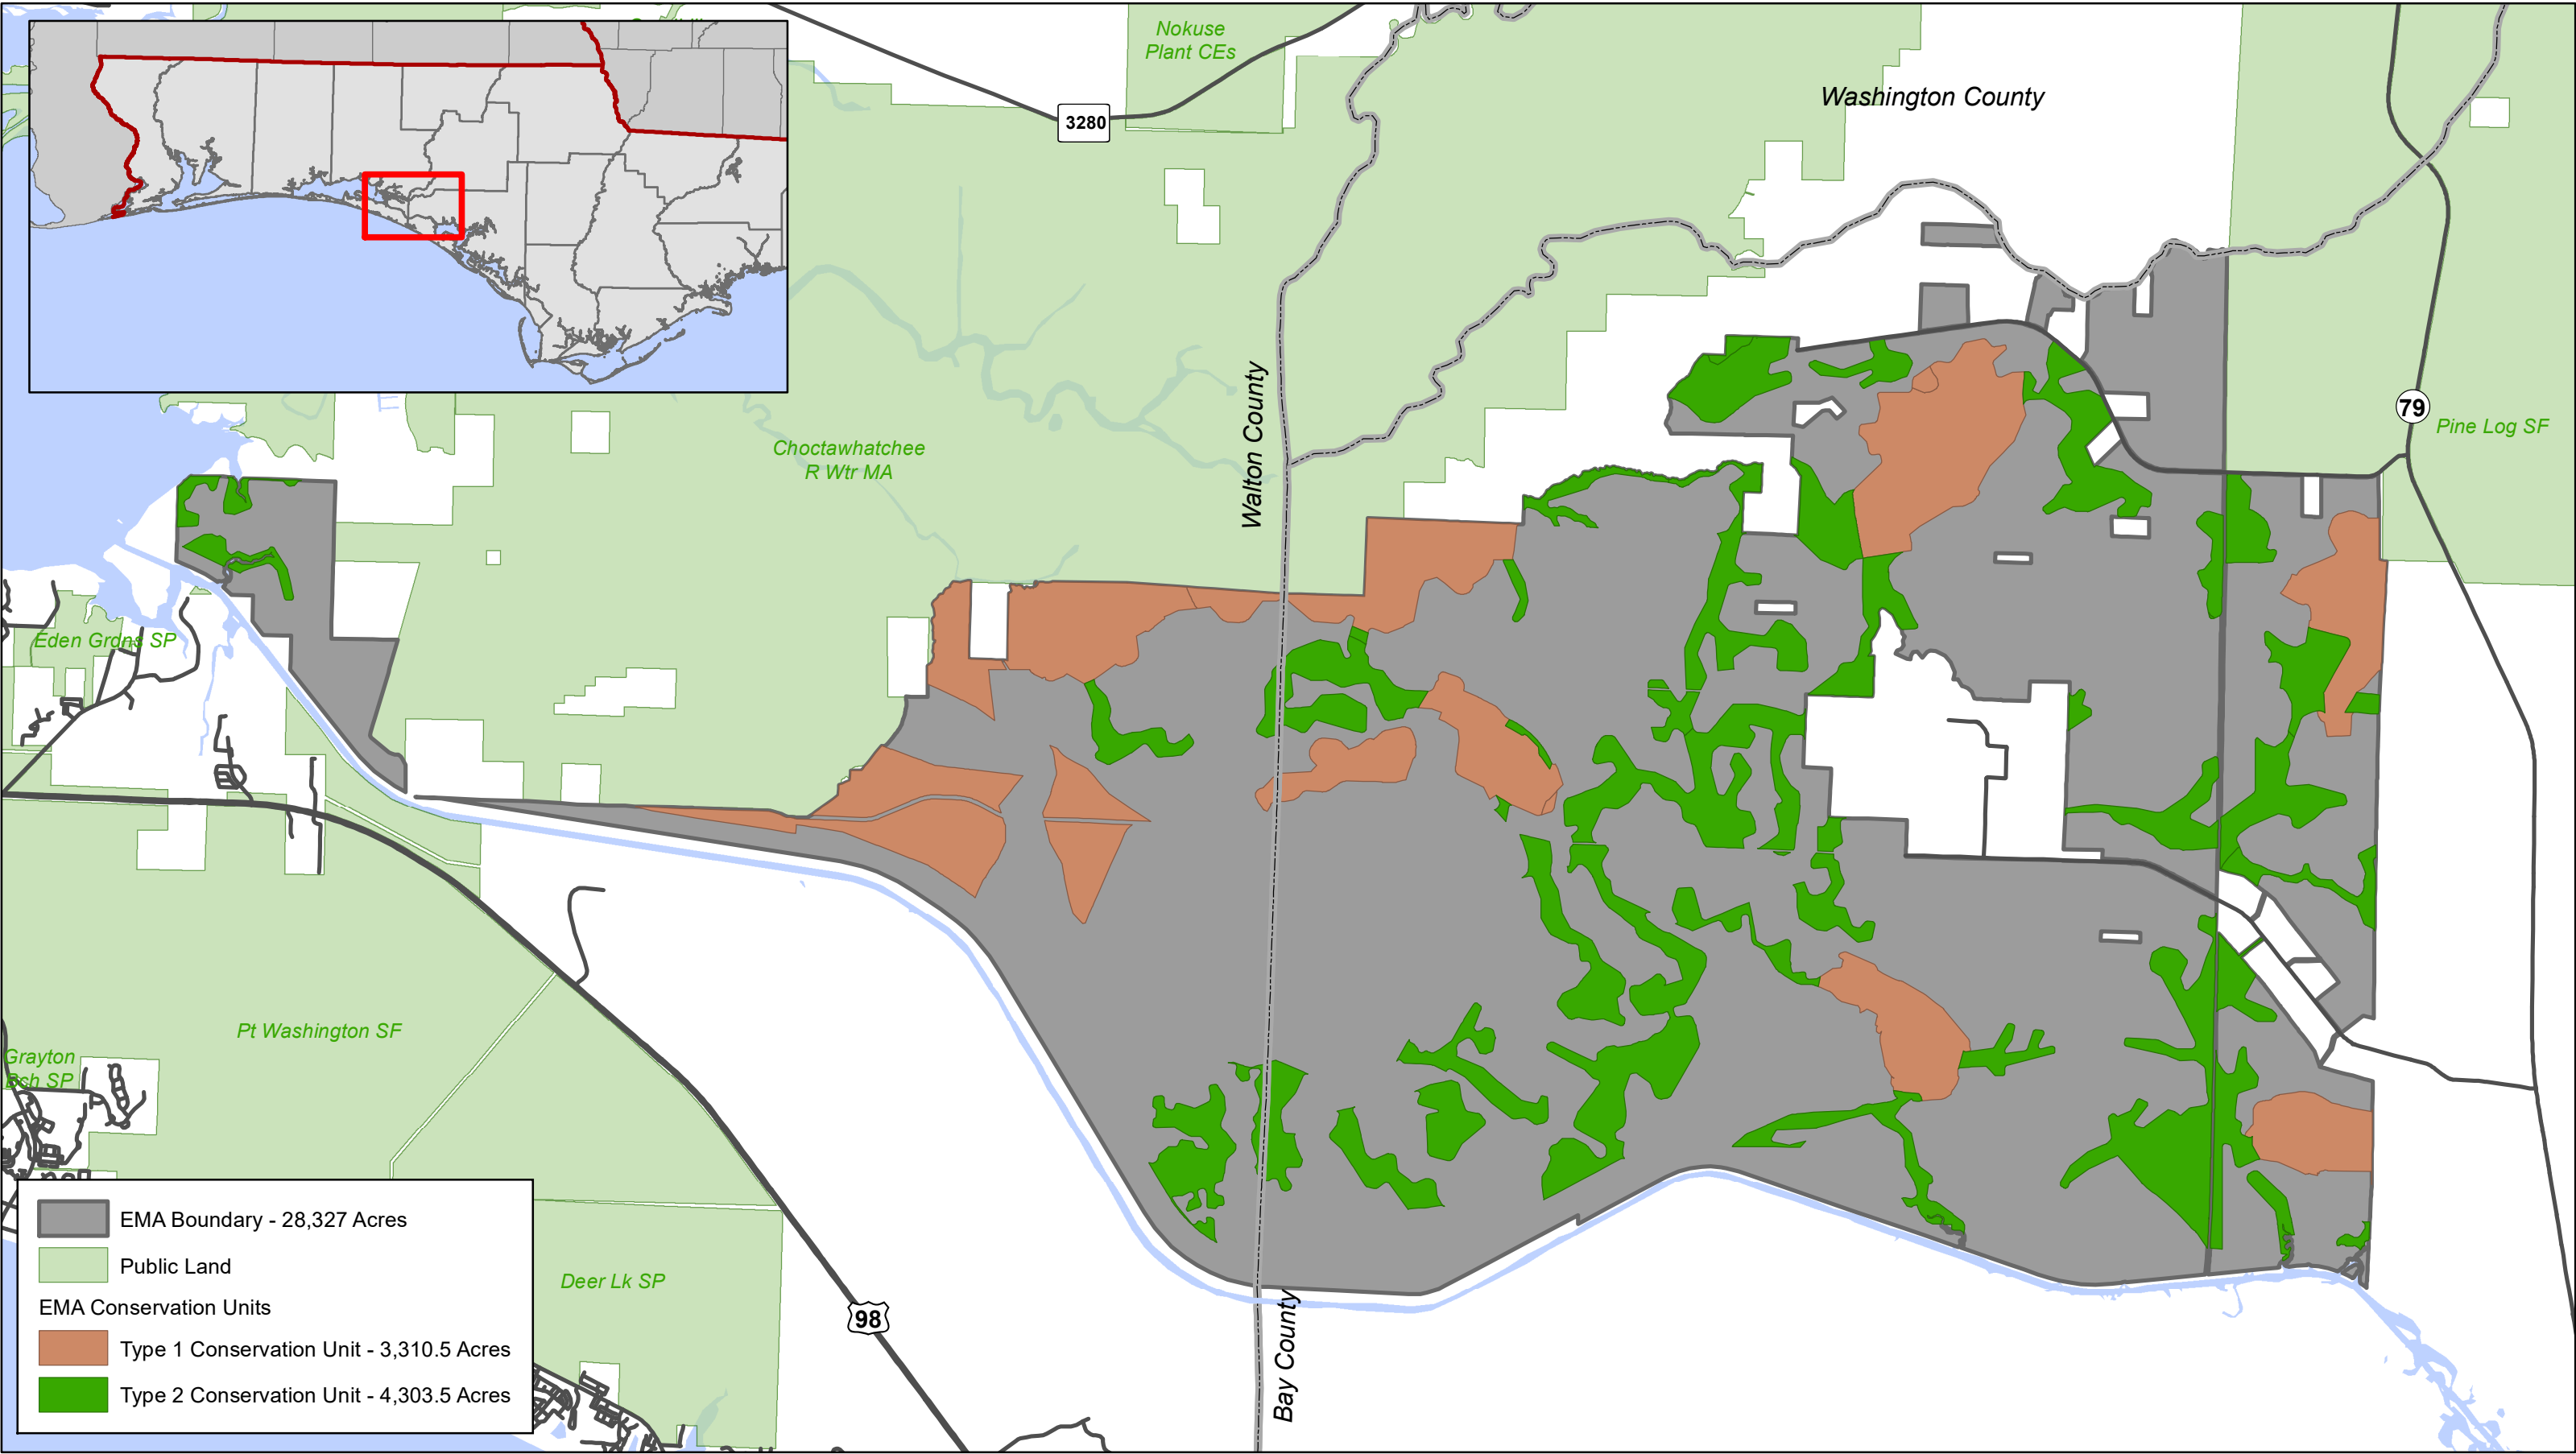 Nokuse
Plant CEs
Washington County
3280
Walton County
79
Pine Log SF
Choctawhatchee
R Wtr MA
Eden Grdns SP
Pt Washington SF
Grayton
Bch SP
Deer Lk SP
98
Bay County
EMA Boundary - 28,327 Acres
Public Land
EMA Conservation Units
Type 1 Conservation Unit - 3,310.5 Acres
Type 2 Conservation Unit - 4,303.5 Acres